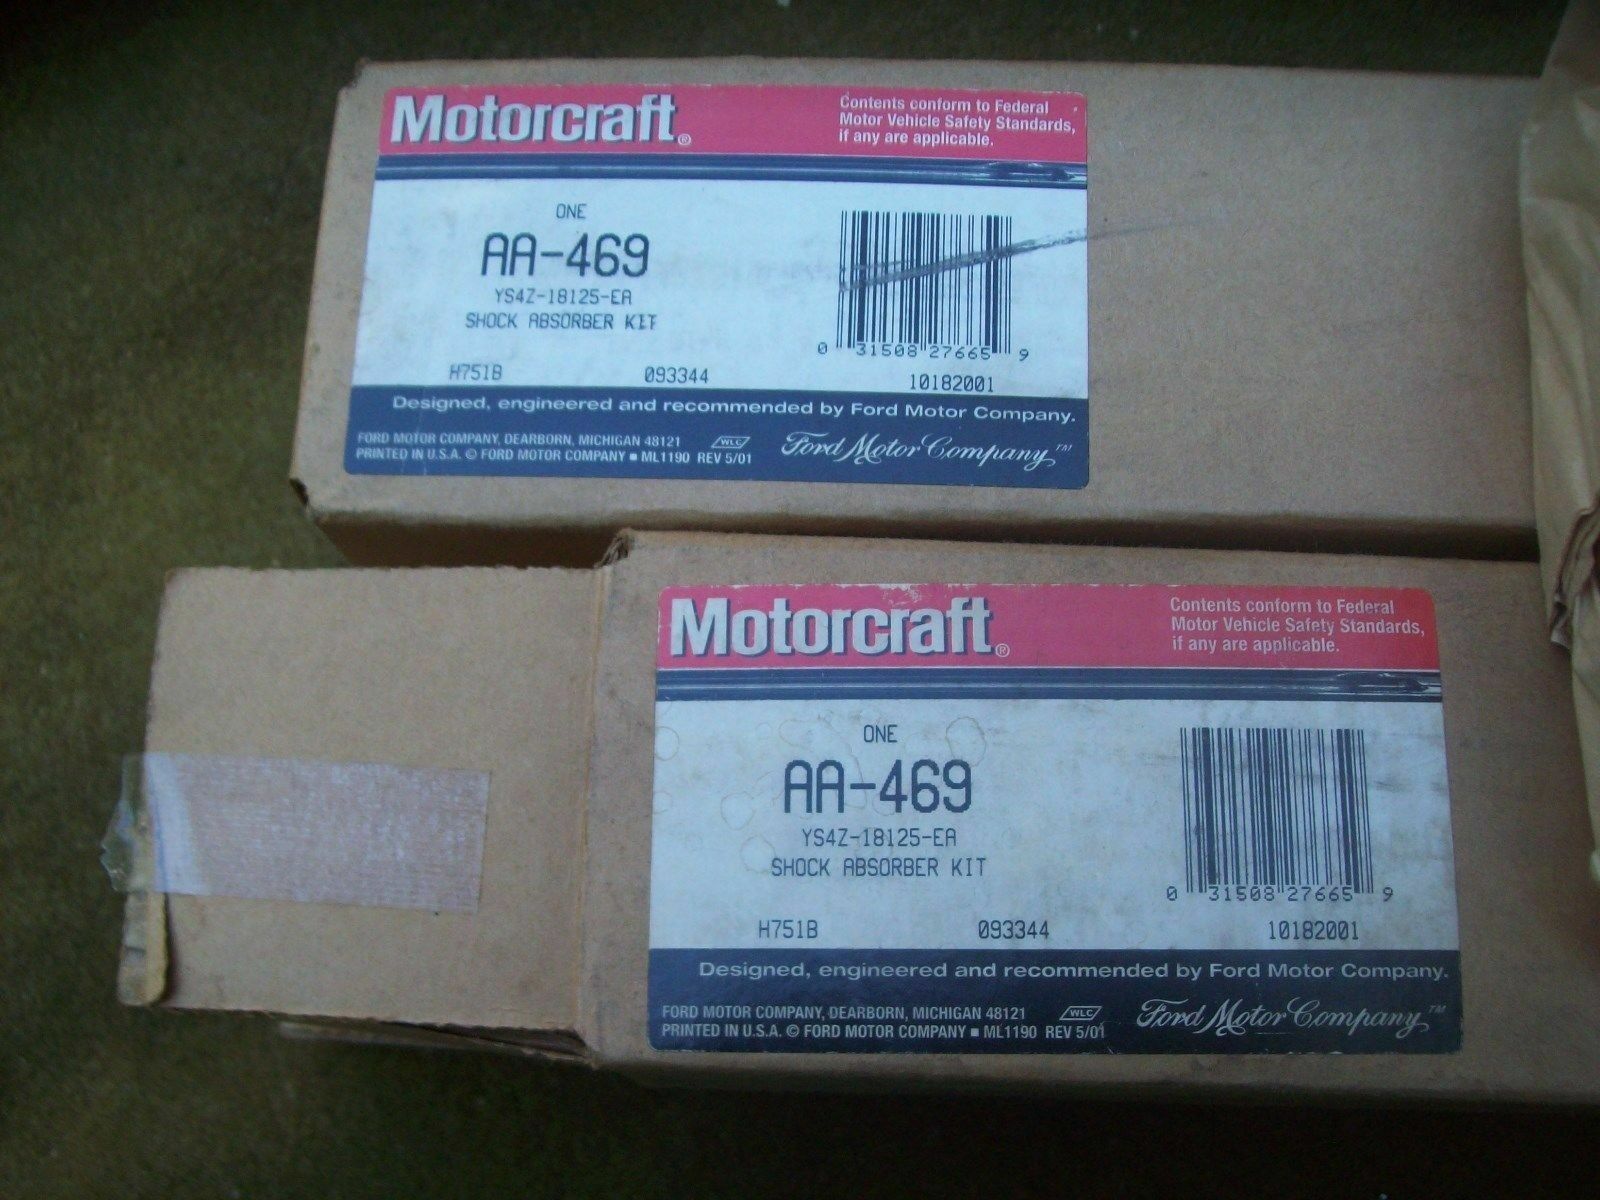 Motorcraft®
Contents conform to Federal
Motor Vehicle Safety Standards,
if any are applicable.
ONE
AA-469
YS4Z-18125-EA
SHOCK ABSORBER KIT
0 31508 27665 9
H751B 093344 10182001
Designed, engineered and recommended by Ford Motor Company.
FORD MOTOR COMPANY, DEARBORN, MICHIGAN 48121 WLC
PRINTED IN U.S.A. © FORD MOTOR COMPANY ■ ML1190 REV 5/01
Ford Motor Company™
Motorcraft®
Contents conform to Federal
Motor Vehicle Safety Standards,
if any are applicable.
ONE
AA-469
YS4Z-18125-EA
SHOCK ABSORBER KIT
0 31508 27665 9
H751B 093344 10182001
Designed, engineered and recommended by Ford Motor Company.
FORD MOTOR COMPANY, DEARBORN, MICHIGAN 48121 WLC
PRINTED IN U.S.A. © FORD MOTOR COMPANY ■ ML1190 REV 5/01
Ford Motor Company™